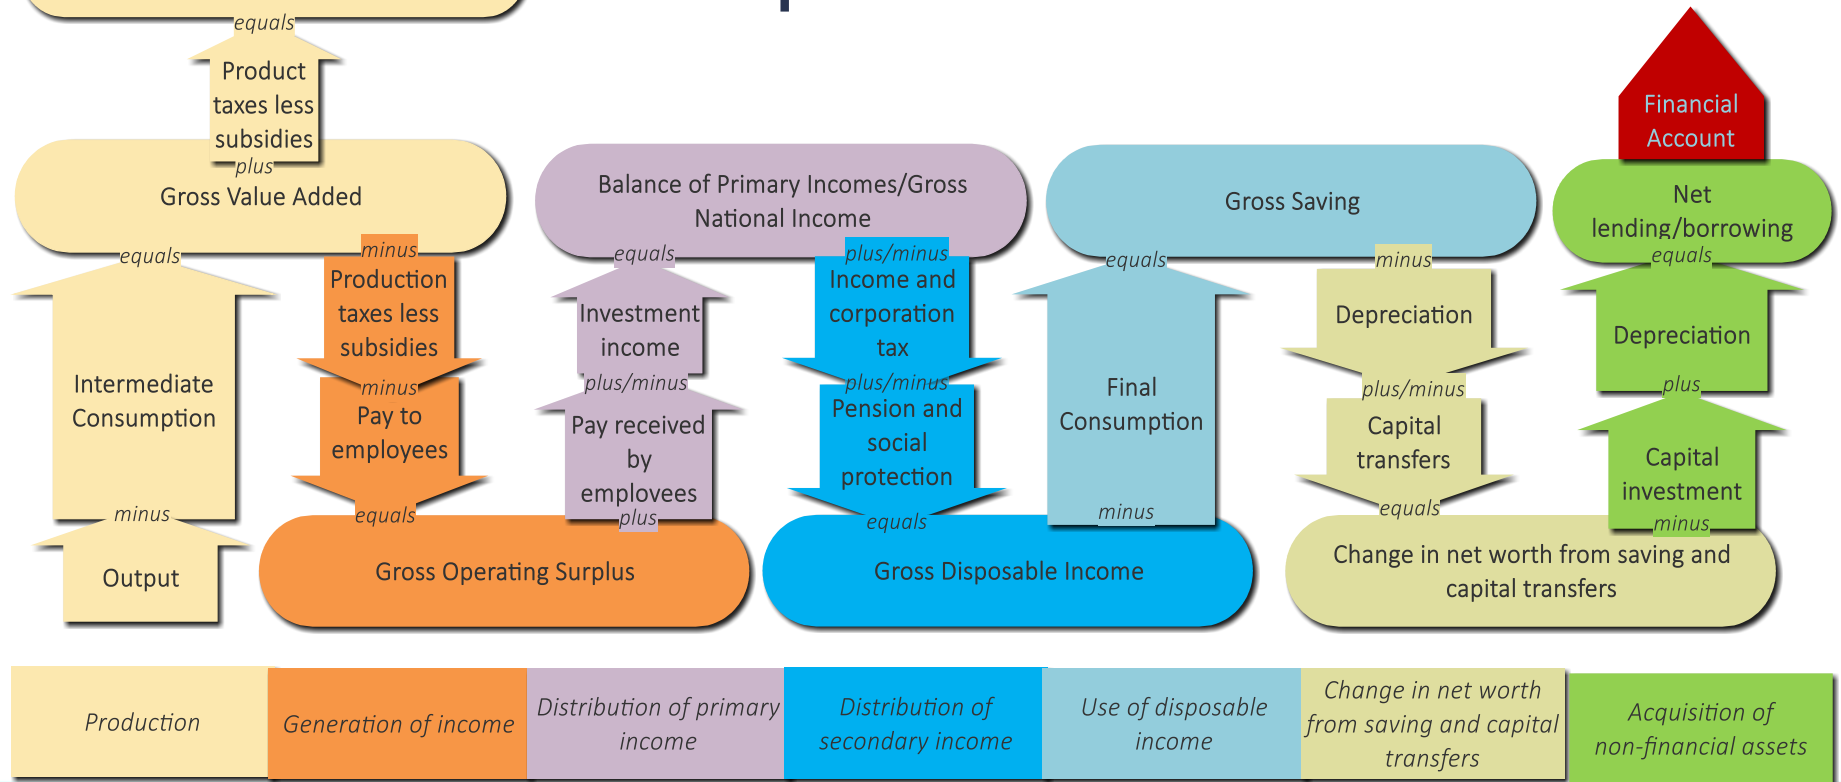 equals
Product
taxes less
subsidies
plus
Gross Value Added
equals
Intermediate
Consumption
minus
Output
minus
Production
taxes less
subsidies
minus
Pay to
employees
equals
Gross Operating Surplus
Balance of Primary Incomes/Gross
National Income
equals
Investment
income
plus/minus
Pay received
by
employees
plus
plus/minus
Income and
corporation
tax
plus/minus
Pension and
social
protection
equals
Gross Disposable Income
Gross Saving
equals
Final
Consumption
minus
minus
Depreciation
plus/minus
Capital
transfers
equals
Change in net worth from saving and
capital transfers
Financial
Account
Net
lending/borrowing
equals
Depreciation
plus
Capital
investment
minus
Production
Generation of income
Distribution of primary
income
Distribution of
secondary income
Use of disposable
income
Change in net worth
from saving and capital
transfers
Acquisition of
non-financial assets